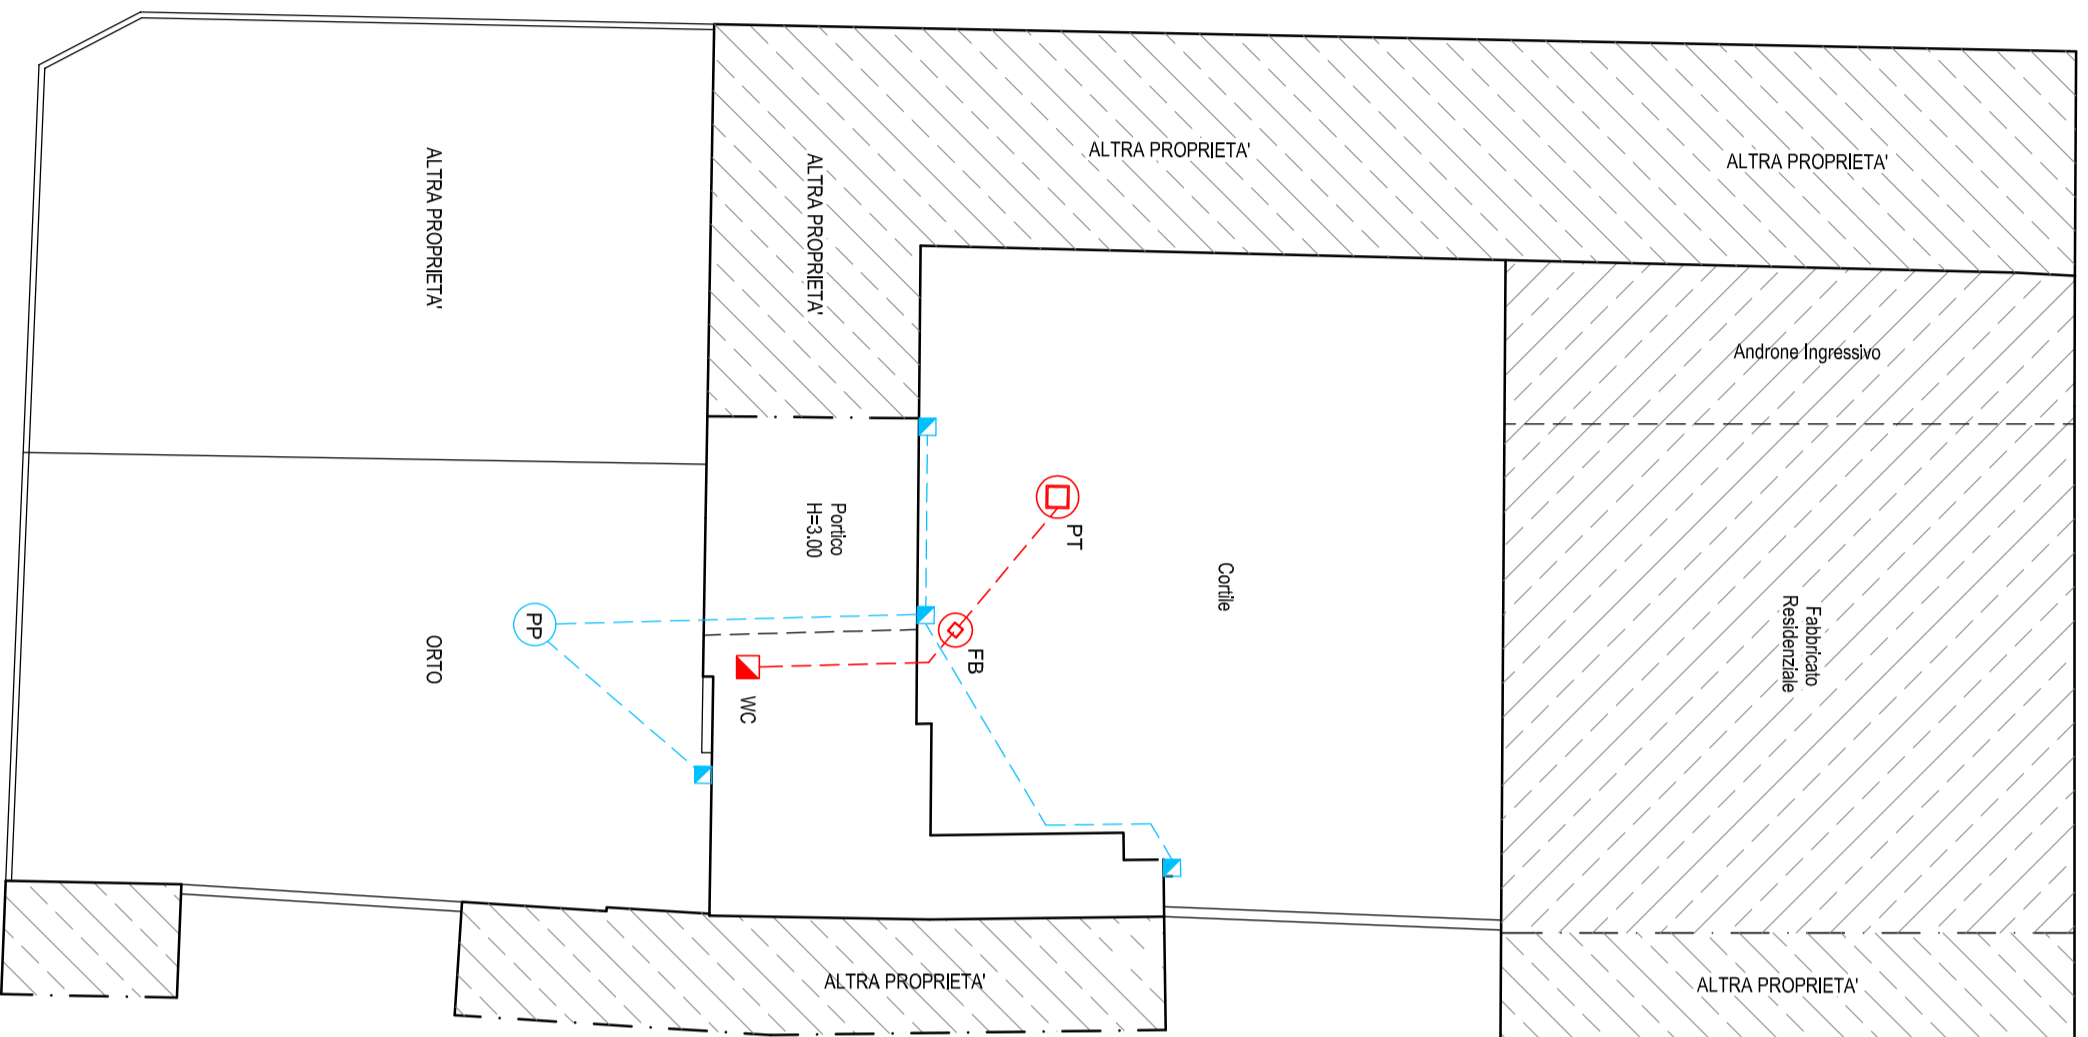 ALTRA PROPRIETA'
ALTRA PROPRIETA'
ALTRA PROPRIETA'
ALTRA PROPRIETA'
Androne Ingressivo
Portico
H=3.00
PT
Cortile
Fabbricato
Residenziale
PP
ORTO
FB
WC
ALTRA PROPRIETA'
ALTRA PROPRIETA'